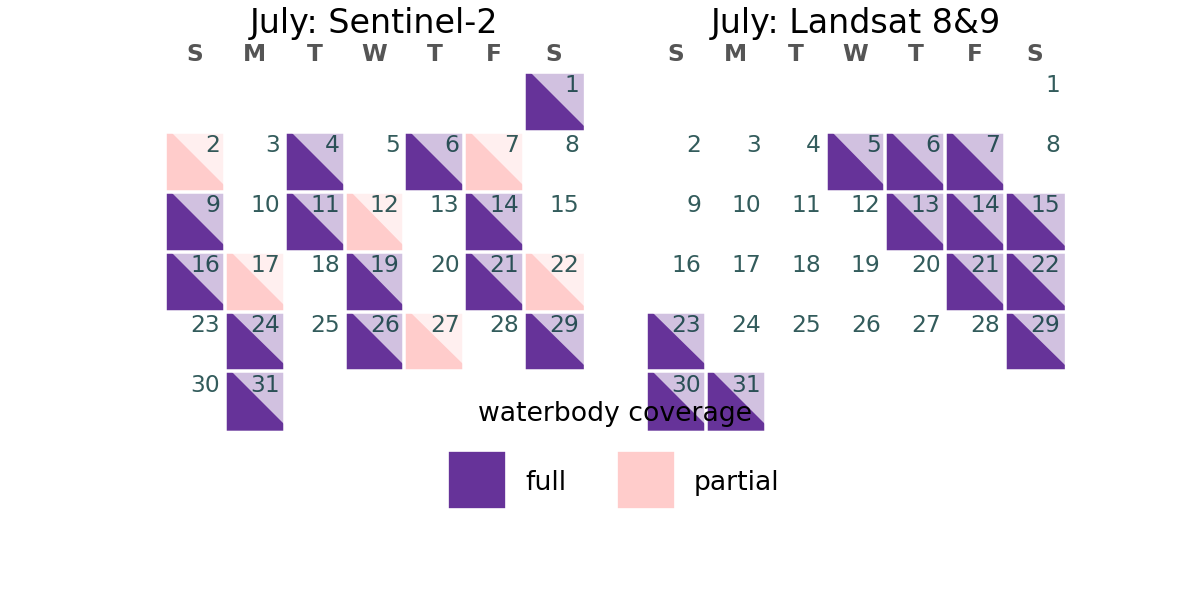 July: Sentinel-2
S M T W T F S
1
2 3 4 5 6 7 8
9 10 11 12 13 14 15
16 17 18 19 20 21 22
23 24 25 26 27 28 29
30 31
July: Landsat 8&9
S M T W T F S
1
2 3 4 5 6 7 8
9 10 11 12 13 14 15
16 17 18 19 20 21 22
23 24 25 26 27 28 29
30 31
waterbody coverage
full partial